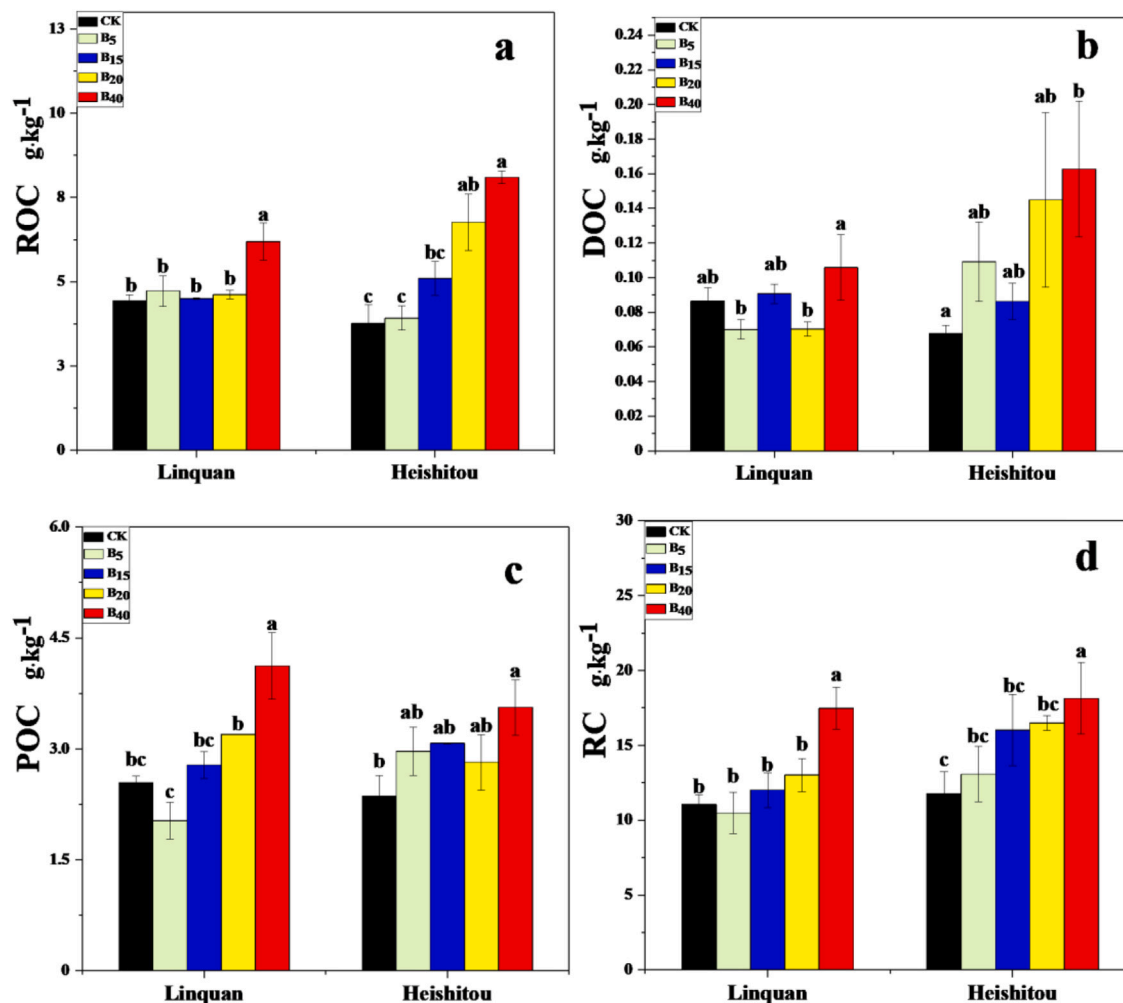 a
CK
B5
B15
B20
B40
ROC g·kg-1
13
10
8
5
3
0
b b b b a
c c bc ab a
Linquan Heishitou
b
CK
B5
B15
B20
B40
DOC g·kg-1
0.24
0.22
0.20
0.18
0.16
0.14
0.12
0.10
0.08
0.06
0.04
0.02
0
ab b ab b a
a ab ab ab b
Linquan Heishitou
c
CK
B5
B15
B20
B40
POC g·kg-1
6.0
4.5
3.0
1.5
0
bc c bc b a
b ab ab ab a
Linquan Heishitou
d
CK
B5
B15
B20
B40
RC g·kg-1
30
25
20
15
10
5
0
b b b b a
c bc bc bc a
Linquan Heishitou